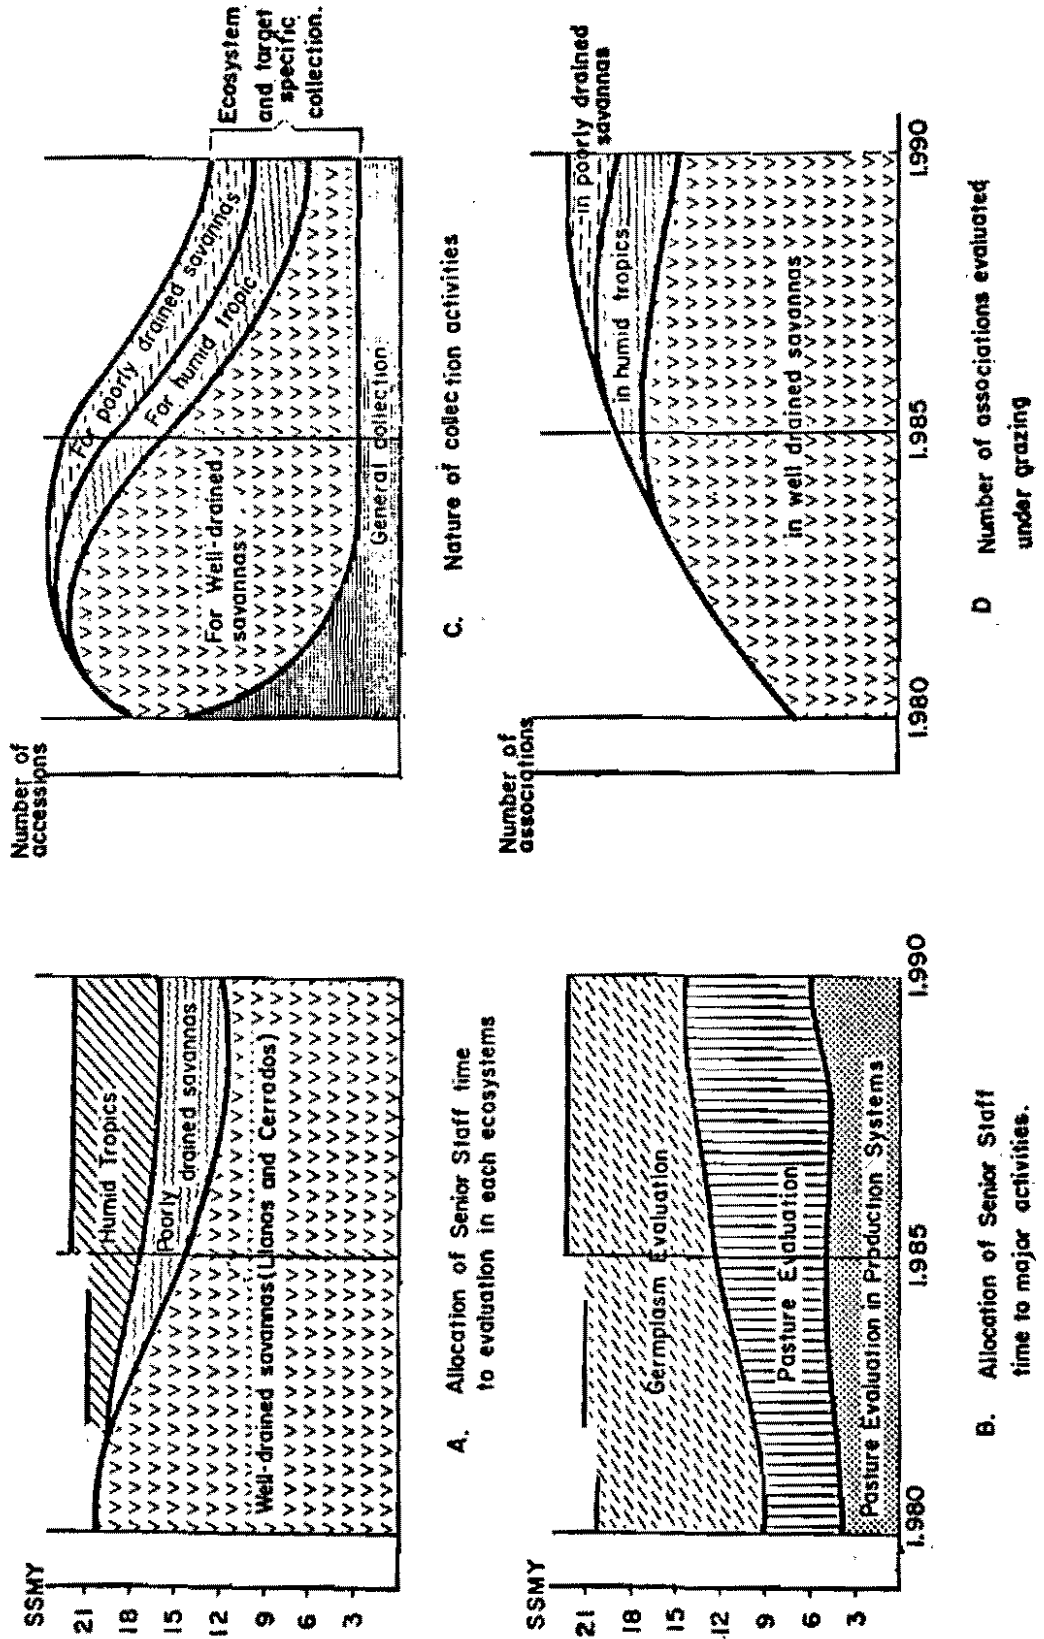 SSMY
21
18
15
12
9
6
3
Humid Tropics
Poorly drained savannas
Well-drained savannas (Llanos and Cerrados)
A. Allocation of Senior Staff time
to evaluation in each ecosystems
Number of
accessions
For poorly drained savannas
For humid tropic
For Well-drained
savannas
General collection
Ecosystem
and target
specific
collection.
C. Nature of collection activities
SSMY
21
18
15
12
9
6
3
Germplasm Evaluation
Pasture Evaluation
Pasture Evaluation in Production Systems
1.980
1.985
1.990
B. Allocation of Senior Staff
time to major activities.
Number of
associations
in poorly drained
savannas
in humid tropics
in well drained savannas
1.980
1.985
1.990
D Number of associations evaluated
under grazing